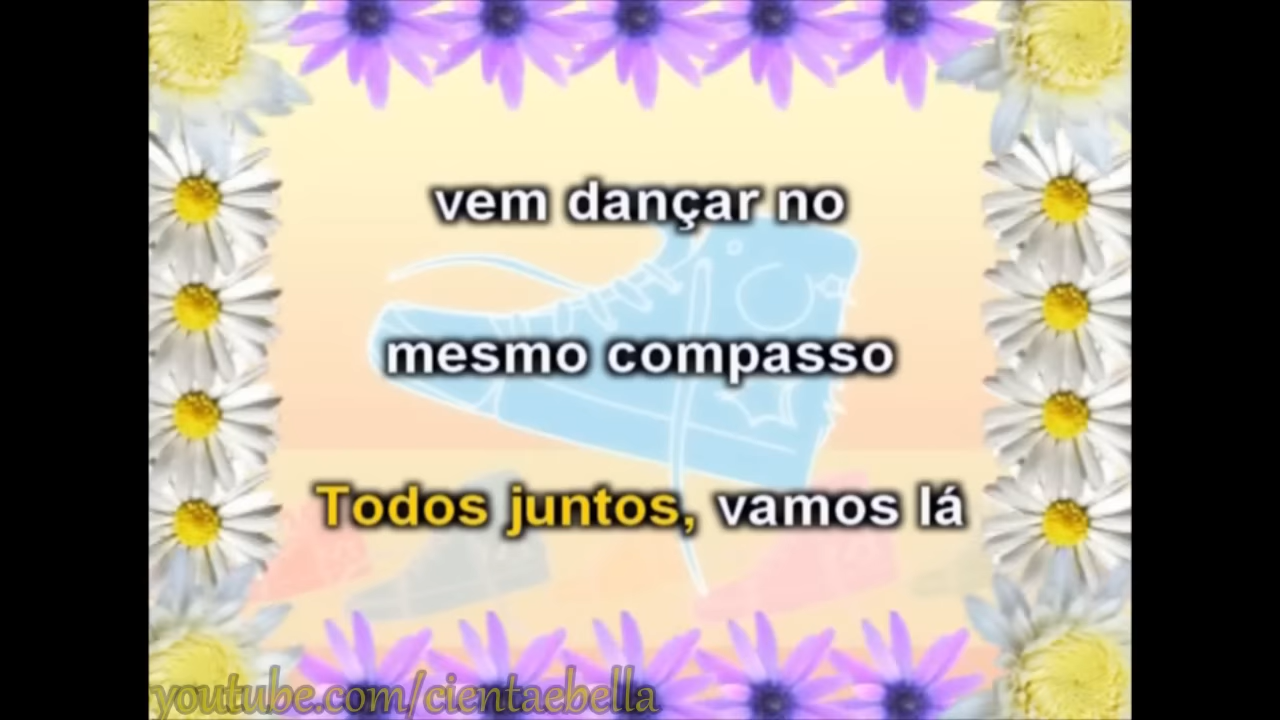 vem dançar no
mesmo compasso
Todos juntos, vamos lá
youtube.com/cientaebella